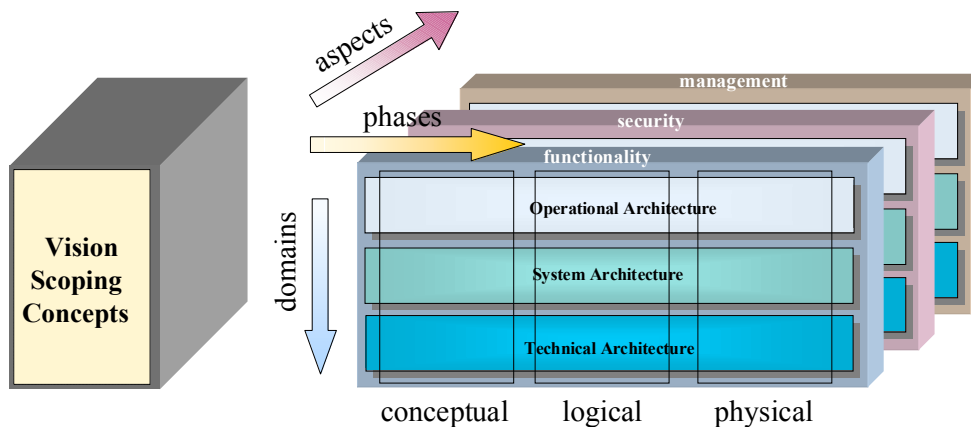 aspects
management
phases
security
functionality
Vision
Scoping
Concepts
domains
Operational Architecture
System Architecture
Technical Architecture
conceptual
logical
physical